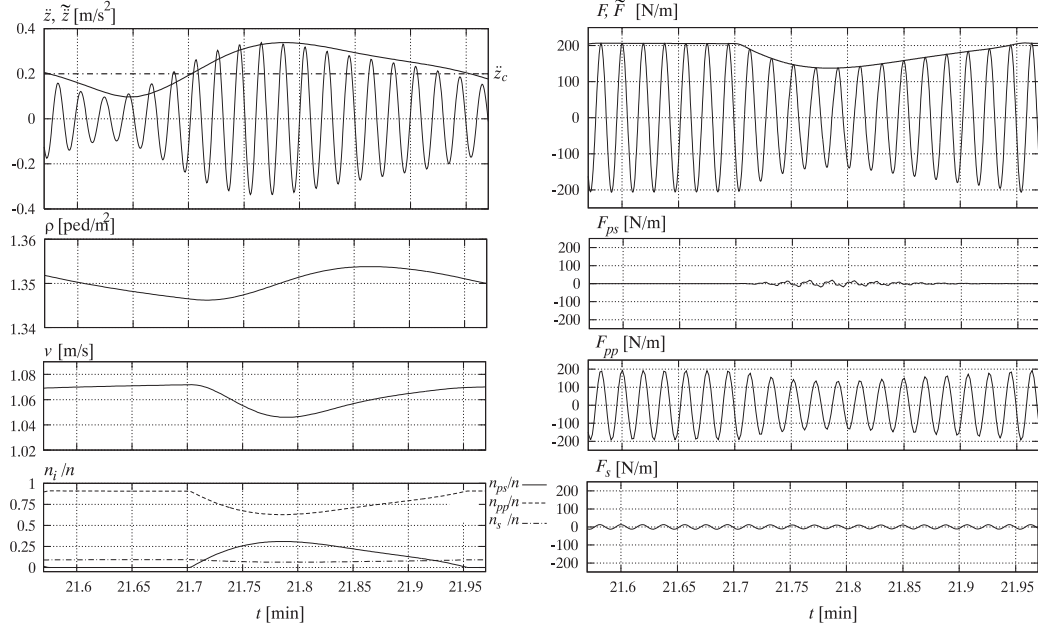 z̈, z̃̈ [m/s²]
0.4
0.2
0
-0.2
-0.4
z̈c
ρ [ped/m²]
1.36
1.35
1.34
v [m/s]
1.08
1.06
1.04
1.02
nᵢ/n
1
0.75
0.5
0.25
0
nps/n
npp/n
ns/n
21.6 21.65 21.7 21.75 21.8 21.85 21.9 21.95
t [min]
F, F̃ [N/m]
200
100
0
-100
-200
Fps [N/m]
200
100
0
-100
-200
Fpp [N/m]
200
100
0
-100
-200
Fs [N/m]
200
100
0
-100
-200
21.6 21.65 21.7 21.75 21.8 21.85 21.9 21.95
t [min]